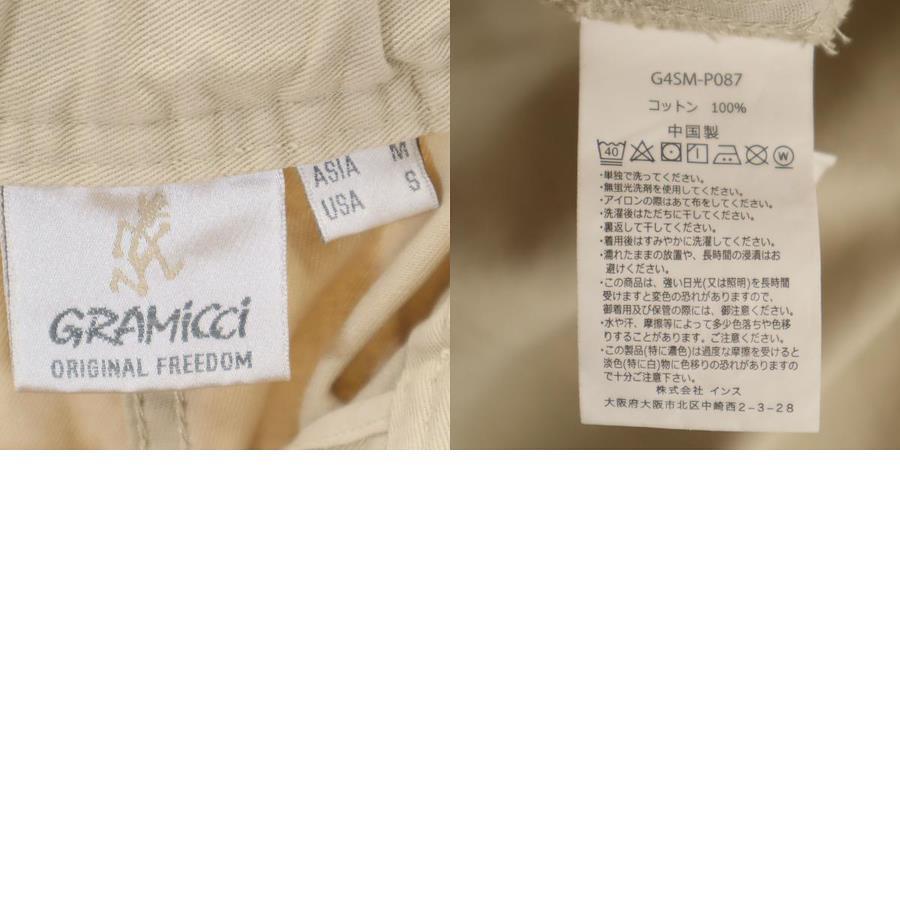 GRAMiCCi
ORIGINAL FREEDOM
ASIA M
USA S
G4SM-P087
コットン 100%
中国製
40
W
・単独で洗ってください。
・無蛍光洗剤を使用してください。
・アイロンの際はあて布をしてください。
・洗濯後はただちに干してください。
・裏返して干してください。
・着用後はすみやかに洗濯してください。
・濡れたままの放置や、長時間の浸漬はお
避けください。
・この商品は、強い日光(又は照明)を長時間
受けますと変色の恐れがありますので、
御着用及び保管の際には、御注意ください。
・水や汗、摩擦等によって多少色落ちや色移
りすることがあります。ご注意ください。
・この製品(特に濃色)は過度な摩擦を受けると
淡色(特に白)物に色移りの恐れがありますの
で十分ご注意下さい。
株式会社 インス
大阪府大阪市北区中崎西2-3-28